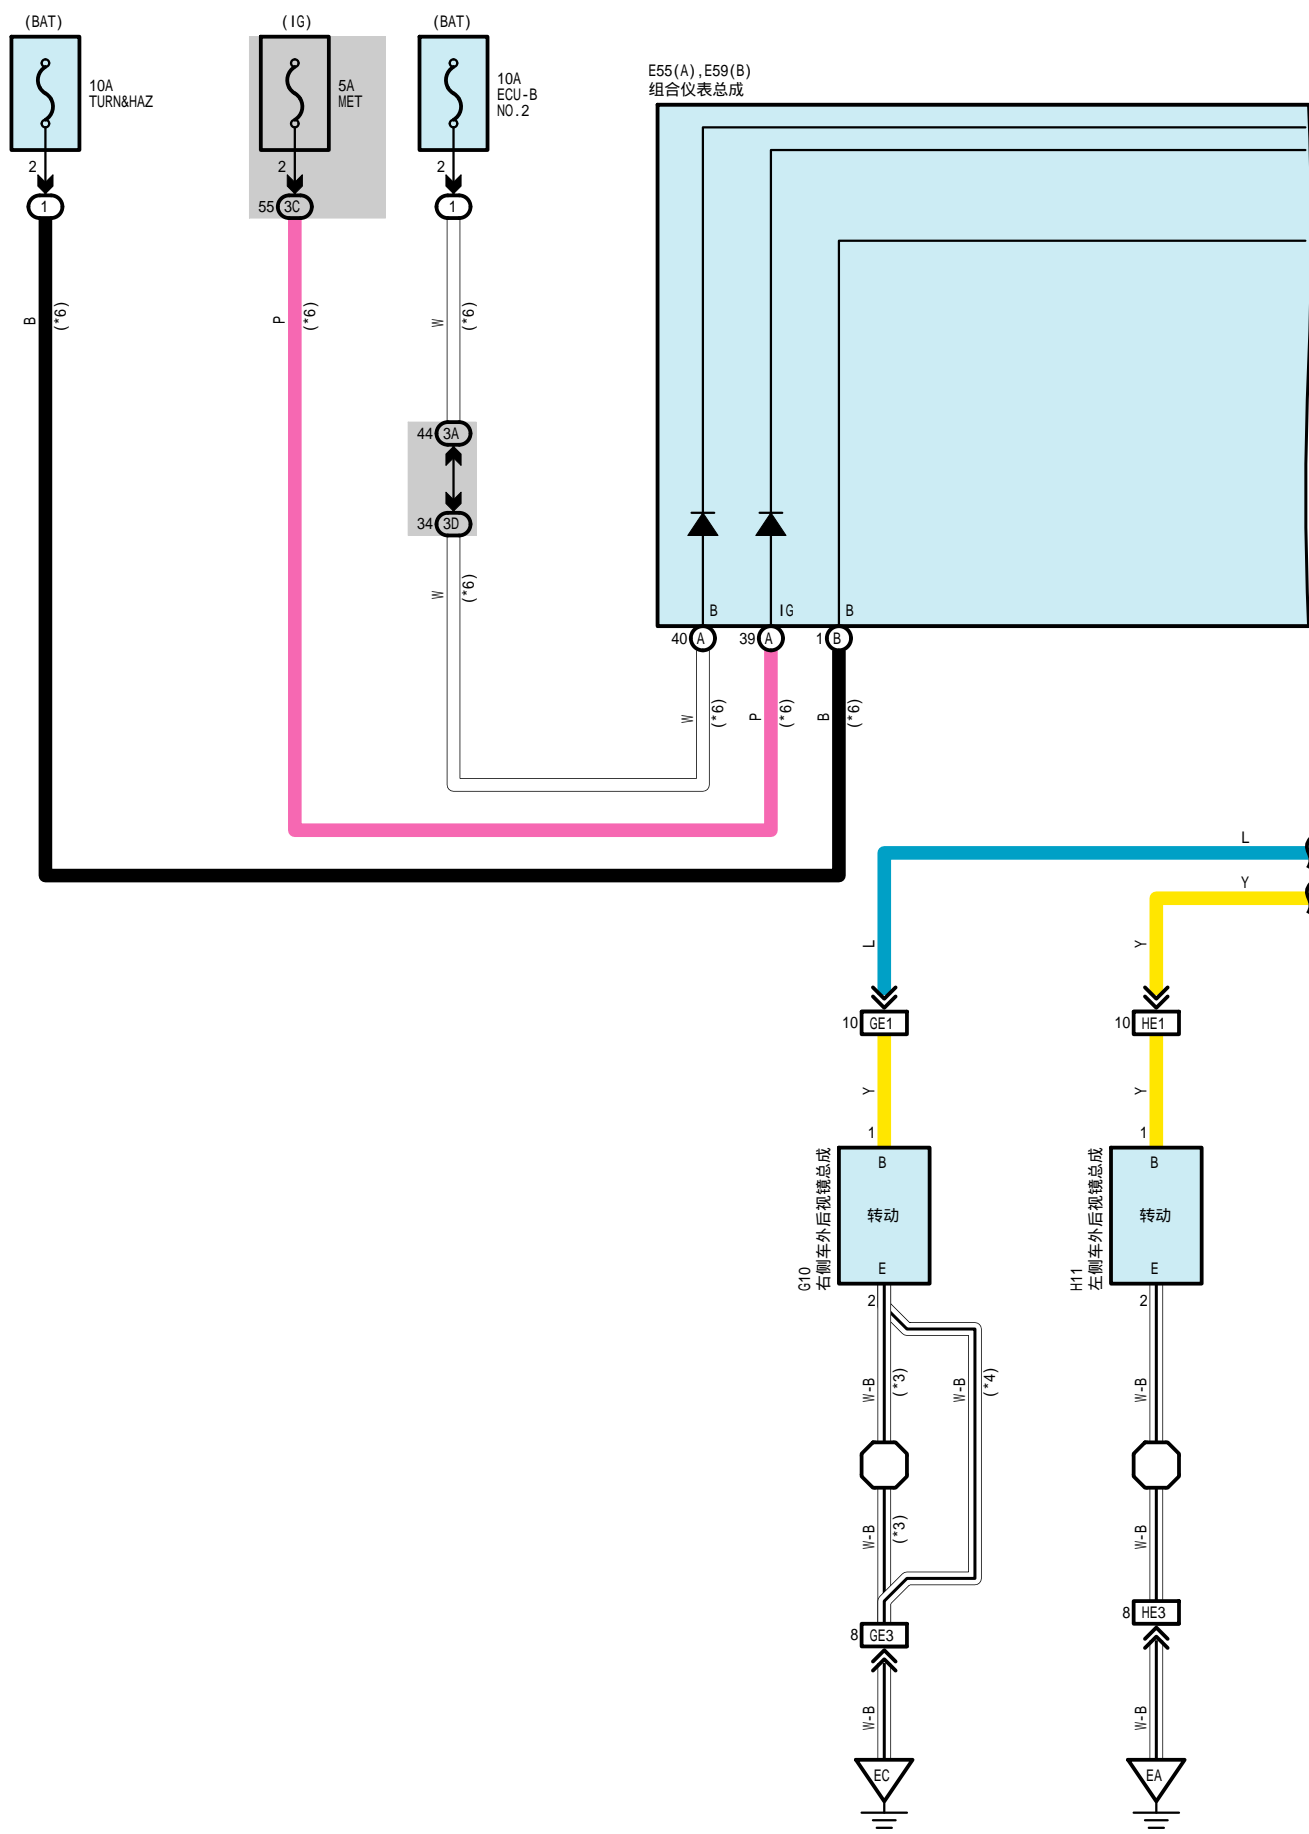 (BAT)
(IG)
(BAT)
10A
TURN&HAZ
5A
MET
10A
ECU-B
NO.2
E55(A),E59(B)
组合仪表总成
2
2
2
1
55
3C
1
B
(*6)
P
(*6)
W
(*6)
44
3A
34
3D
W
(*6)
B
IG
B
40
A
39
A
1
B
W
(*6)
P
(*6)
B
(*6)
L
Y
L
Y
10
GE1
10
HE1
Y
Y
1
1
B
B
转动
转动
E
E
G10
右侧车外后视镜总成
H11
左侧车外后视镜总成
2
2
W-B
(*3)
W-B
(*4)
W-B
W-B
(*3)
W-B
8
GE3
8
HE3
W-B
W-B
EC
EA